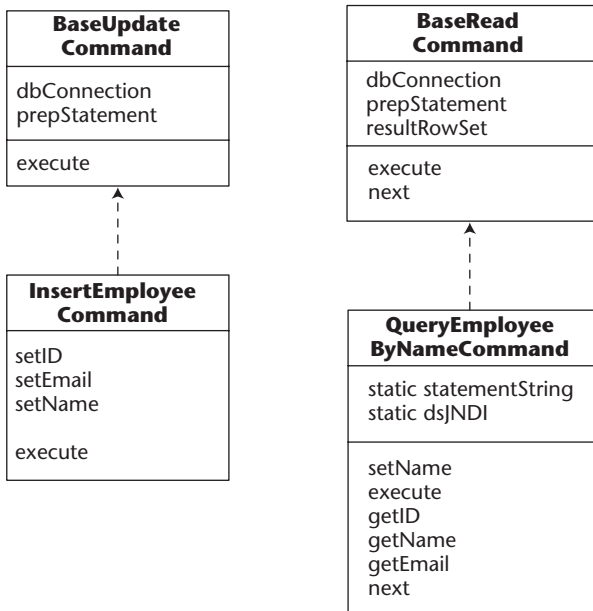 BaseUpdate
Command
dbConnection
prepStatement
execute
InsertEmployee
Command
setID
setEmail
setName
execute
BaseRead
Command
dbConnection
prepStatement
resultRowSet
execute
next
QueryEmployee
ByNameCommand
static statementString
static dsJNDI
setName
execute
getID
getName
getEmail
next